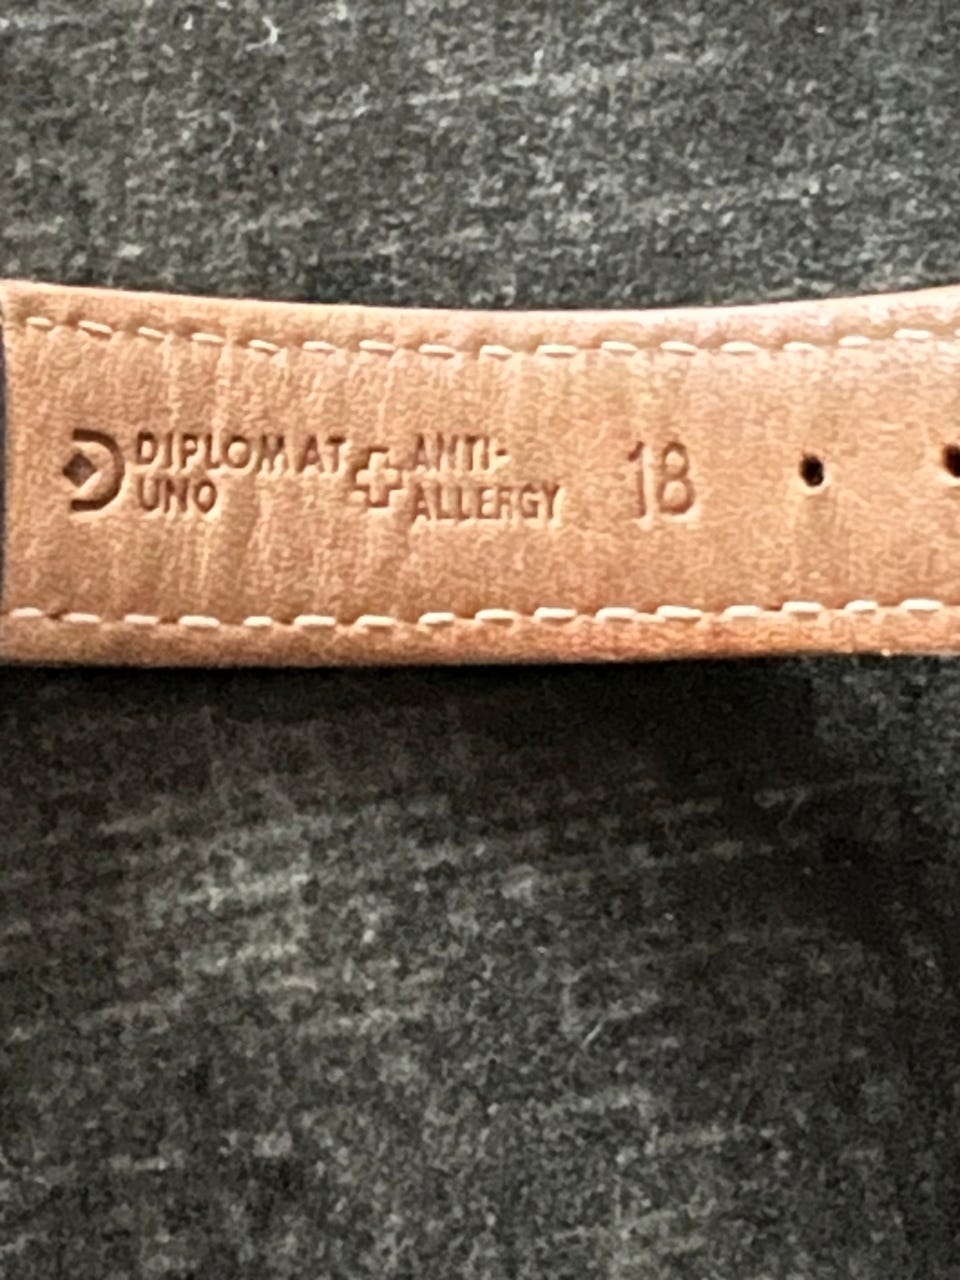 DIPLOMAT
UNO
ANTI-
ALLERGY
18